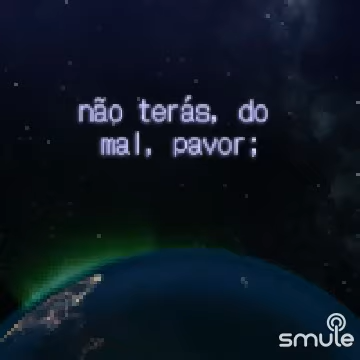 não terás, do
mal, pavor;
smule